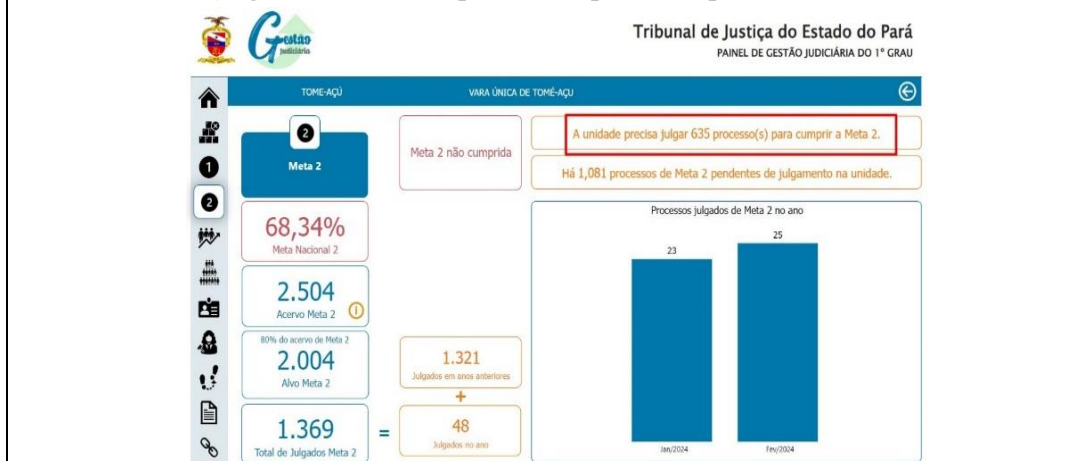 Gestão
Judiciária
Tribunal de Justiça do Estado do Pará
PAINEL DE GESTÃO JUDICIÁRIA DO 1º GRAU
TOME-AÇÚ
VARA ÚNICA DE TOMÉ-AÇU
2
Meta 2
Meta 2 não cumprida
A unidade precisa julgar 635 processo(s) para cumprir a Meta 2.
Há 1,081 processos de Meta 2 pendentes de julgamento na unidade.
1
2
68,34%
Meta Nacional 2
2.504
Acervo Meta 2
80% do acervo de Meta 2
2.004
Alvo Meta 2
1.369
Total de Julgados Meta 2
=
1.321
Julgados em anos anteriores
+
48
Julgados no ano
Processos julgados de Meta 2 no ano
23
25
Jan/2024
Fev/2024